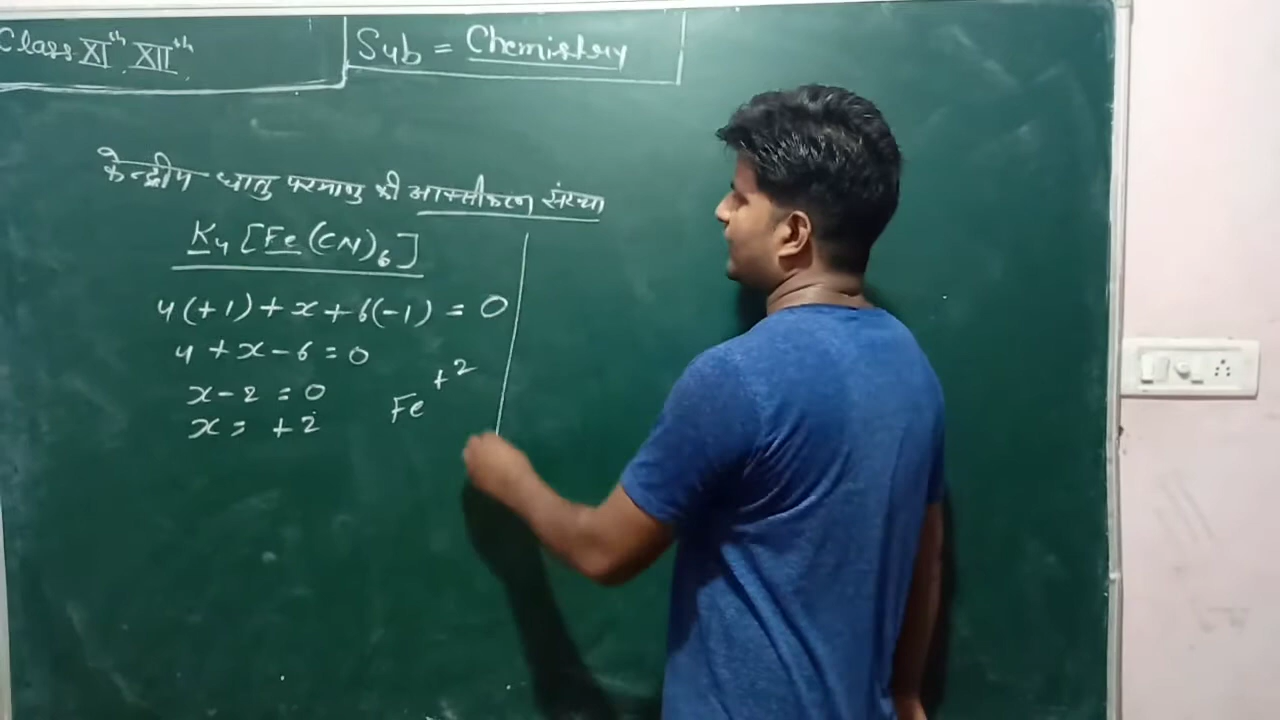 Class XIth, XIIth
Sub = Chemistry
केन्द्रीय धातु परमाणु की आक्सीकरण संख्या
K₄[Fe(CN)₆]
4(+1)+x+6(-1) = 0
4+x-6=0
x-2=0
x= +2
Fe⁺²